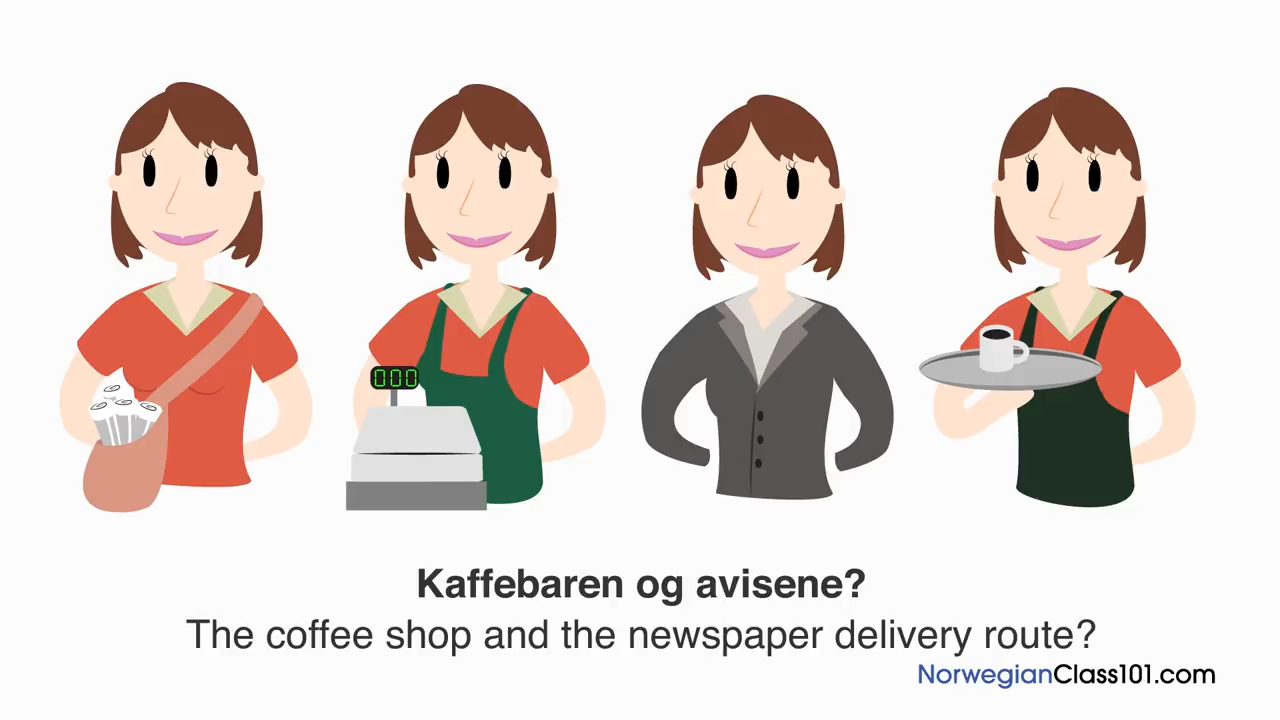 000
Kaffebaren og avisene?
The coffee shop and the newspaper delivery route?
NorwegianClass101.com